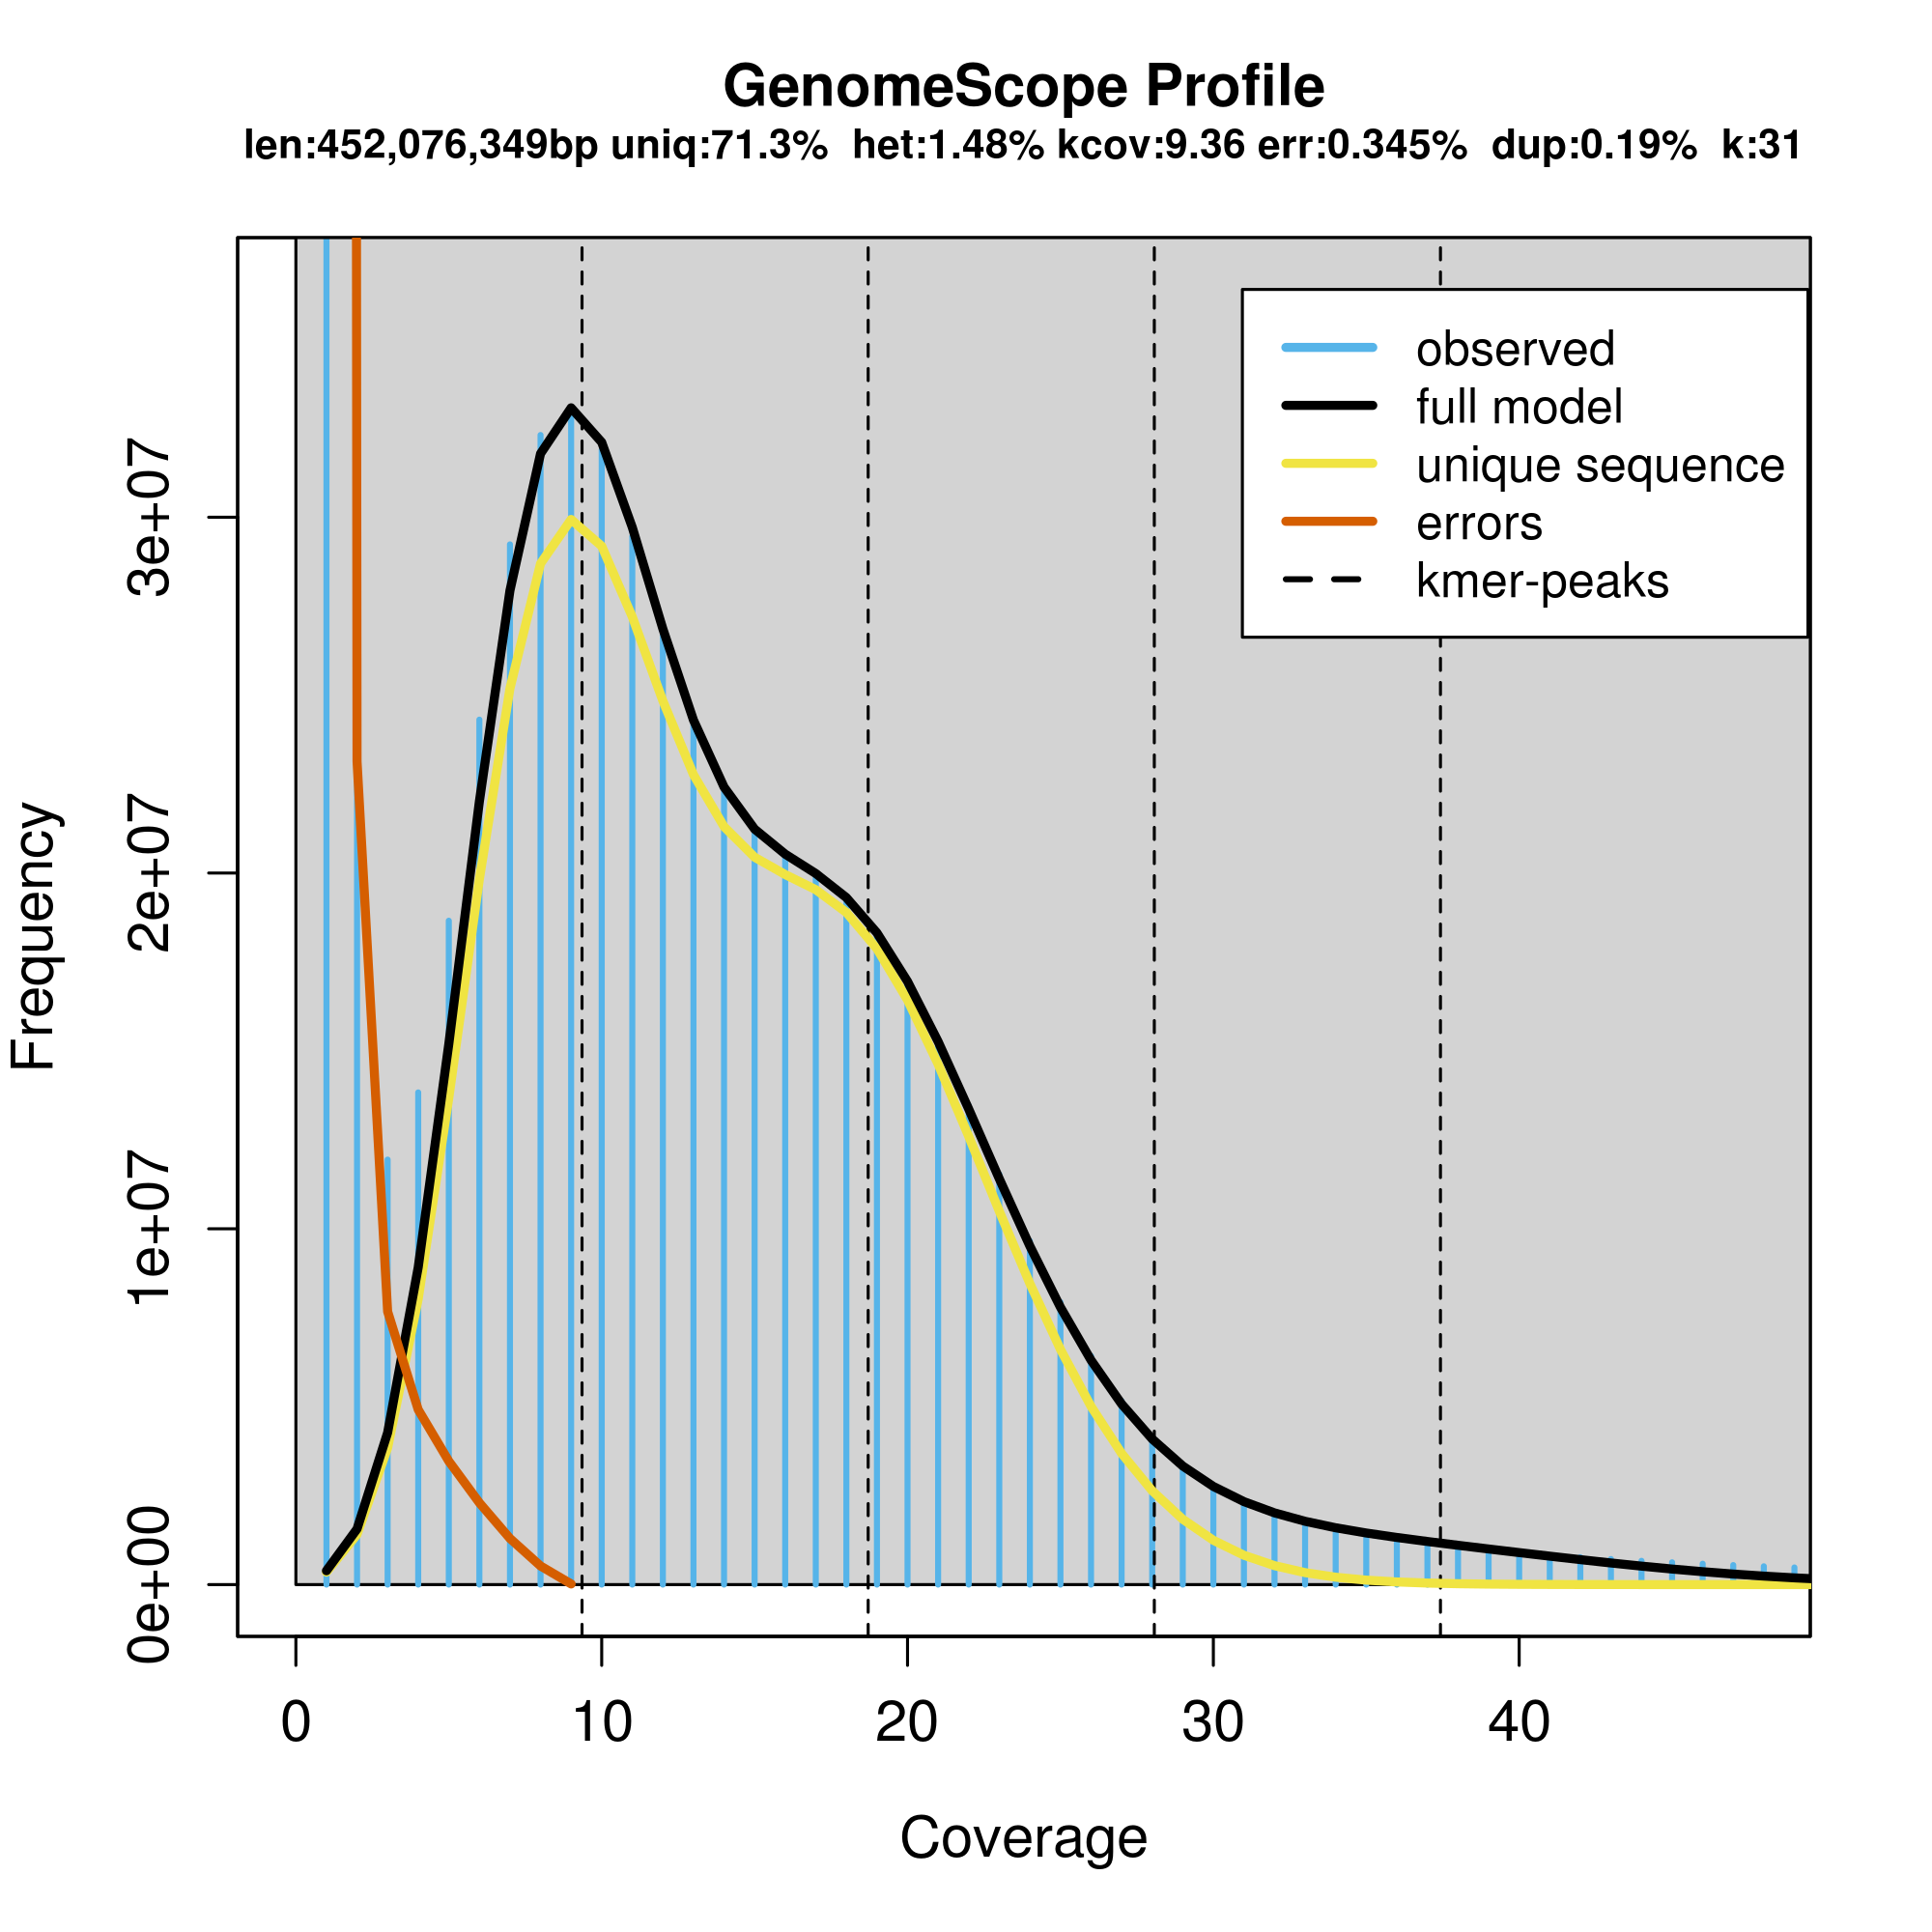 GenomeScope Profile
len:452,076,349bp uniq:71.3% het:1.48% kcov:9.36 err:0.345% dup:0.19% k:31
observed
full model
unique sequence
errors
kmer-peaks
Frequency
3e+07
2e+07
1e+07
0e+00
0 10 20 30 40
Coverage